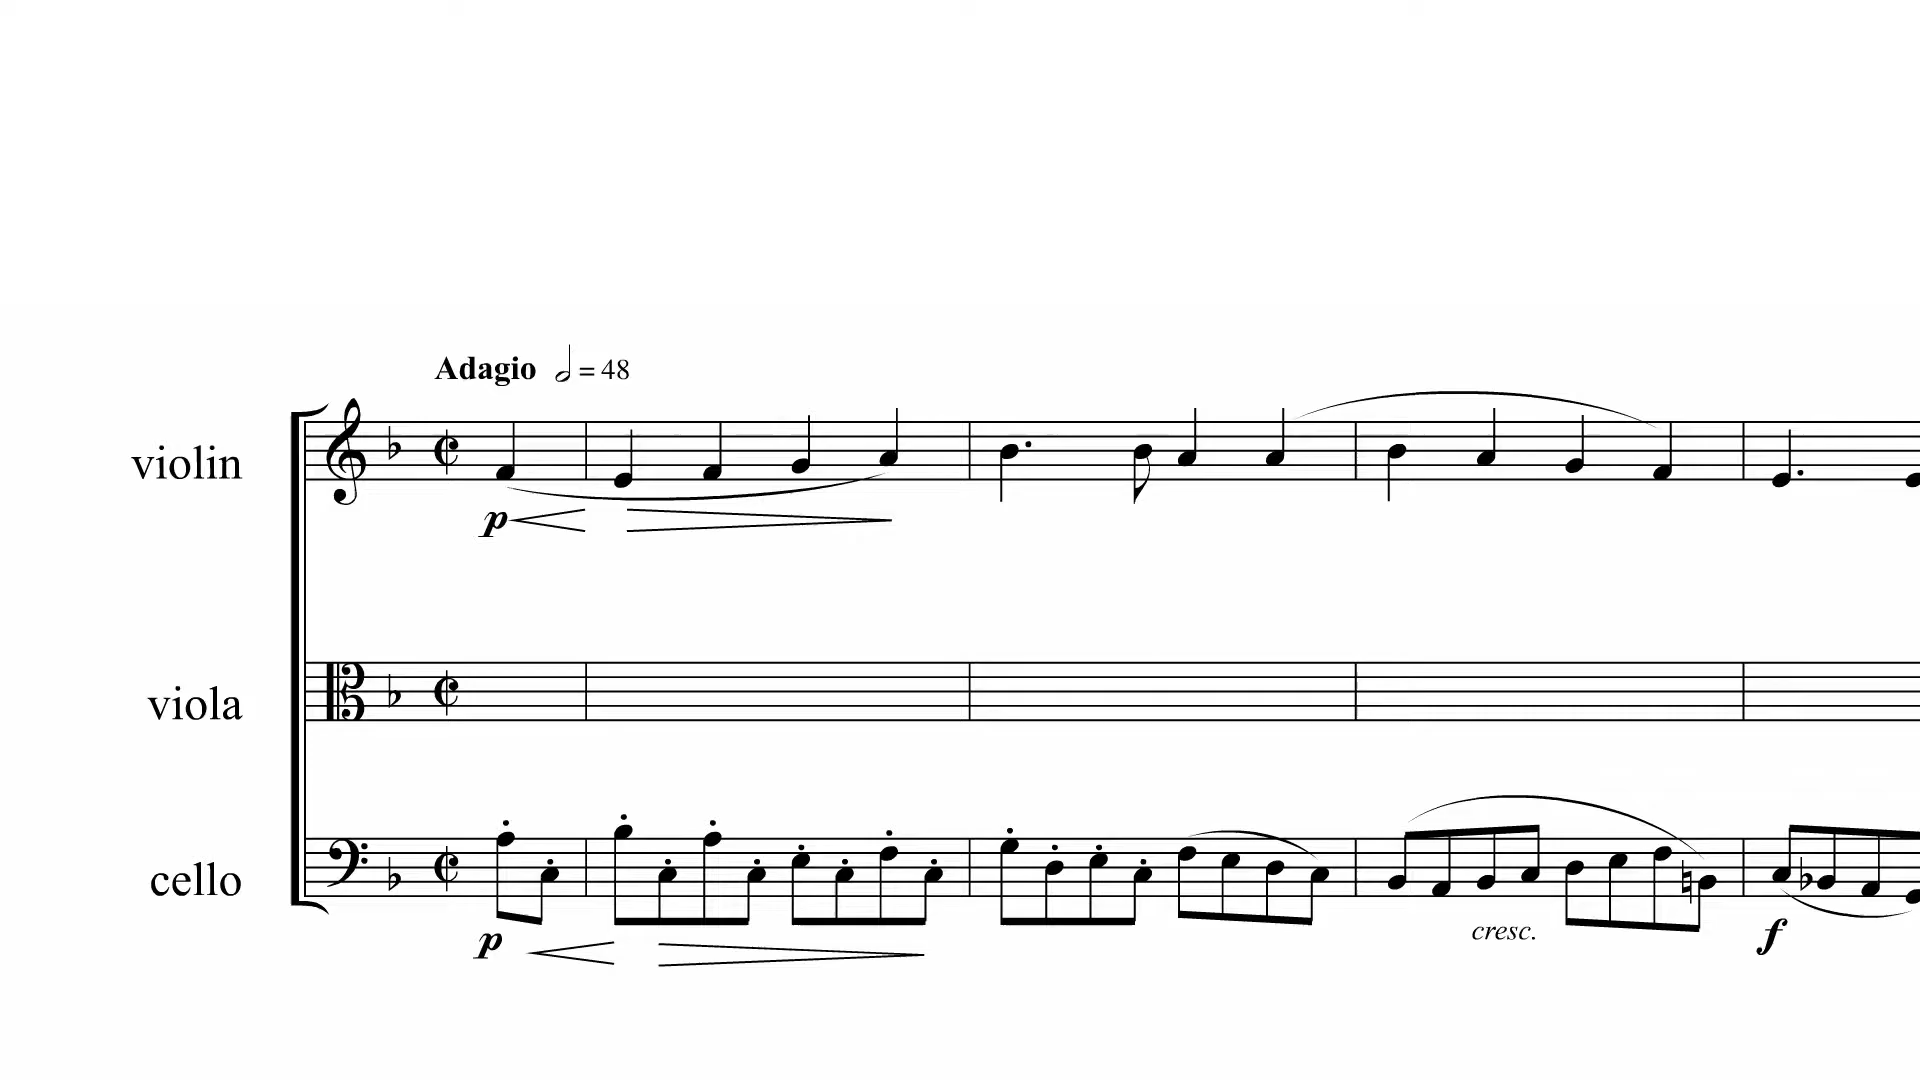 Adagio 𝅗𝅥 = 48
violin
p
viola
cello
cresc.
p
f